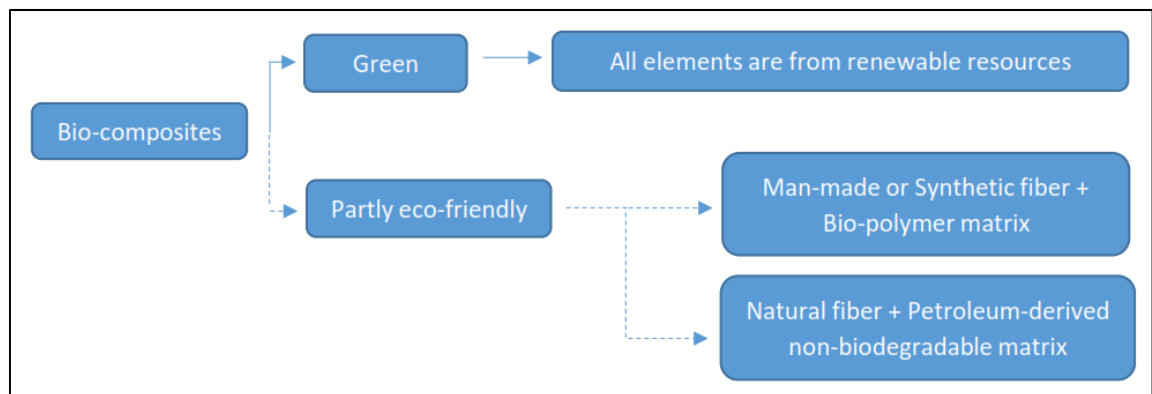 Green
All elements are from renewable resources
Bio-composites
Partly eco-friendly
Man-made or Synthetic fiber +
Bio-polymer matrix
Natural fiber + Petroleum-derived
non-biodegradable matrix